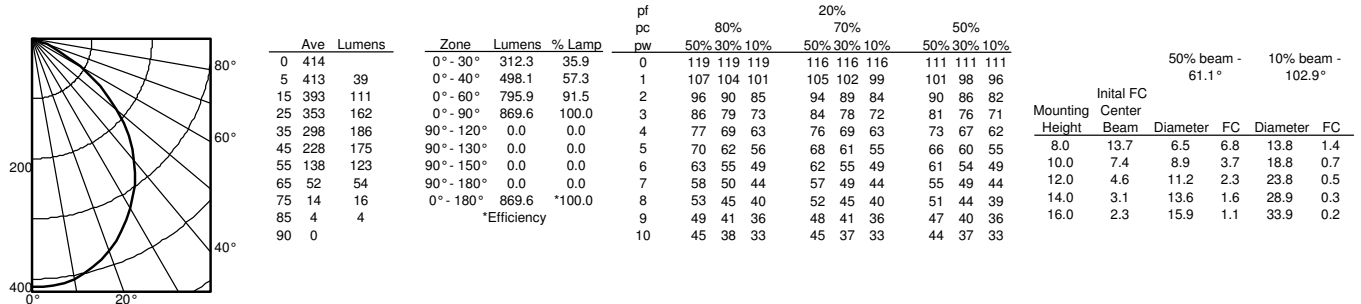 200
400
0°
20°
40°
60°
80°
Ave Lumens
0 414
5 413 39
15 393 111
25 353 162
35 298 186
45 228 175
55 138 123
65 52 54
75 14 16
85 4 4
90 0
Zone Lumens % Lamp
0° - 30° 312.3 35.9
0° - 40° 498.1 57.3
0° - 60° 795.9 91.5
0° - 90° 869.6 100.0
90° - 120° 0.0 0.0
90° - 130° 0.0 0.0
90° - 150° 0.0 0.0
90° - 180° 0.0 0.0
0° - 180° 869.6 *100.0
*Efficiency
pf 20%
pc 80% 70% 50%
pw 50% 30% 10% 50% 30% 10% 50% 30% 10%
0 119 119 119 116 116 116 111 111 111
1 107 104 101 105 102 99 101 98 96
2 96 90 85 94 89 84 90 86 82
3 86 79 73 84 78 72 81 76 71
4 77 69 63 76 69 63 73 67 62
5 70 62 56 68 61 55 66 60 55
6 63 55 49 62 55 49 61 54 49
7 58 50 44 57 49 44 55 49 44
8 53 45 40 52 45 40 51 44 39
9 49 41 36 48 41 36 47 40 36
10 45 38 33 45 37 33 44 37 33
50% beam - 10% beam -
61.1° 102.9°
Inital FC
Mounting Center
Height Beam Diameter FC Diameter FC
8.0 13.7 6.5 6.8 13.8 1.4
10.0 7.4 8.9 3.7 18.8 0.7
12.0 4.6 11.2 2.3 23.8 0.5
14.0 3.1 13.6 1.6 28.9 0.3
16.0 2.3 15.9 1.1 33.9 0.2